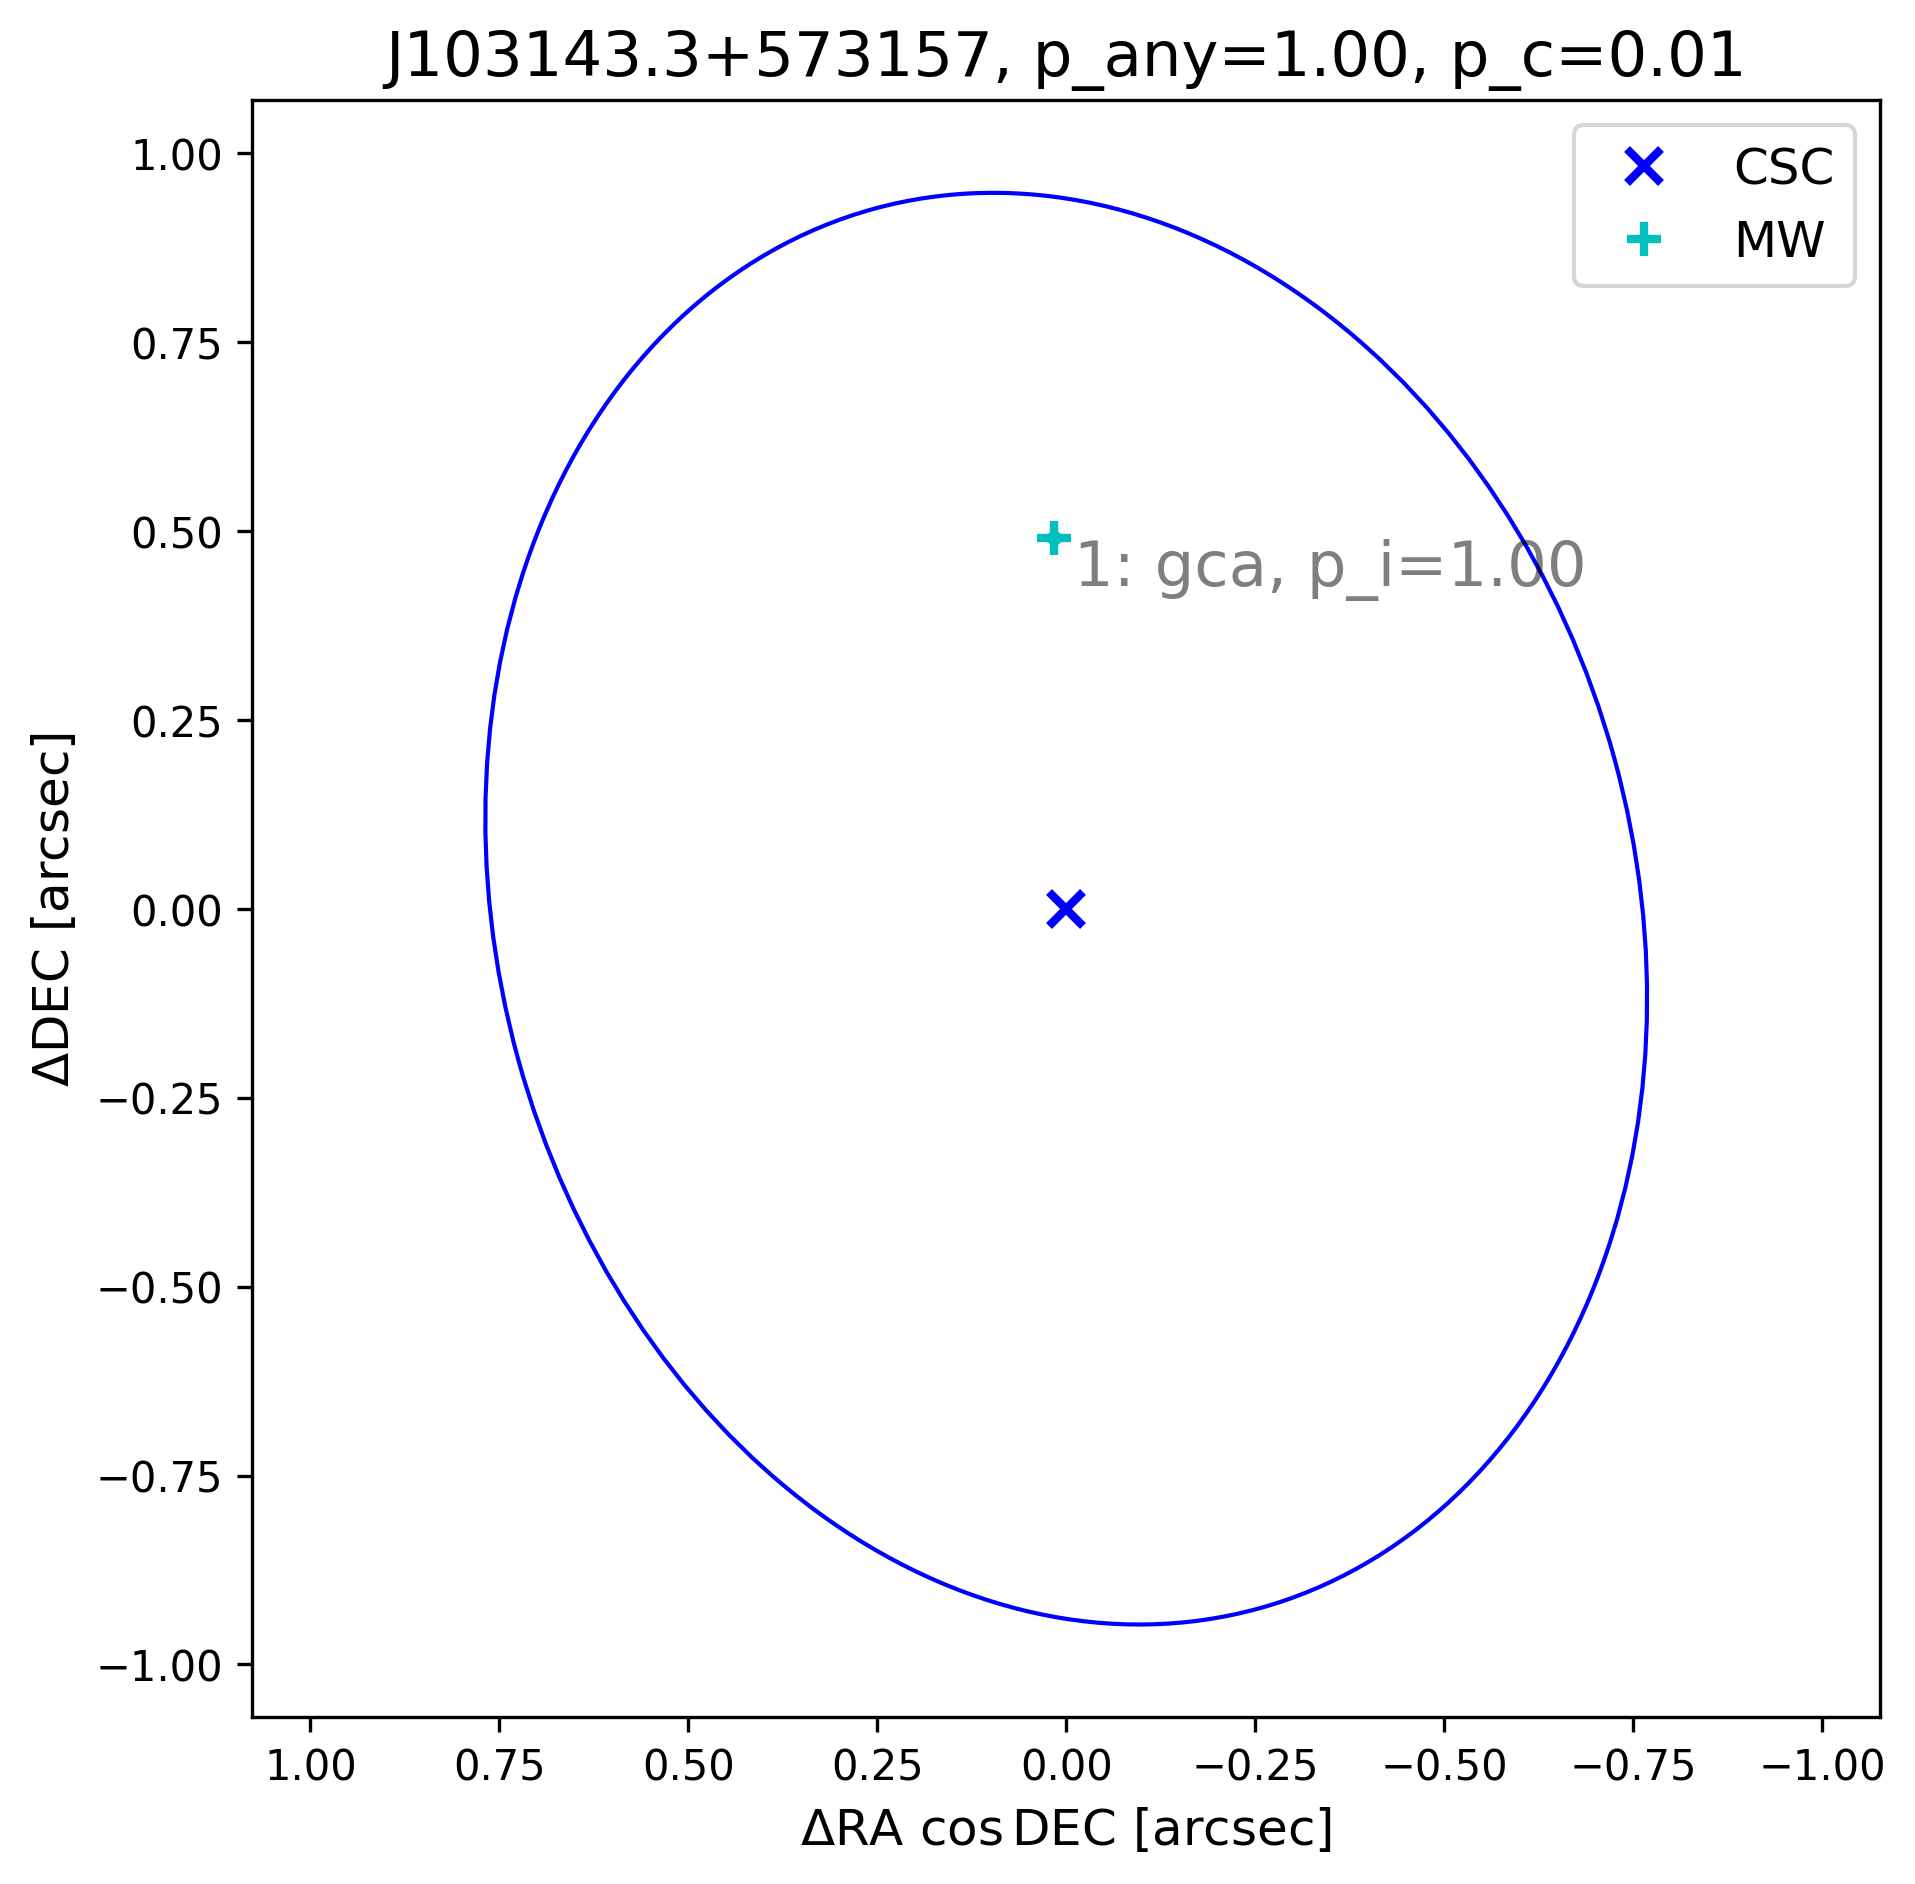 J103143.3+573157, p_any=1.00, p_c=0.01
CSC
MW
1: gca, p_i=1.00
ΔDEC [arcsec]
1.00
0.75
0.50
0.25
0.00
−0.25
−0.50
−0.75
−1.00
1.00 0.75 0.50 0.25 0.00 −0.25 −0.50 −0.75 −1.00
ΔRA cos DEC [arcsec]